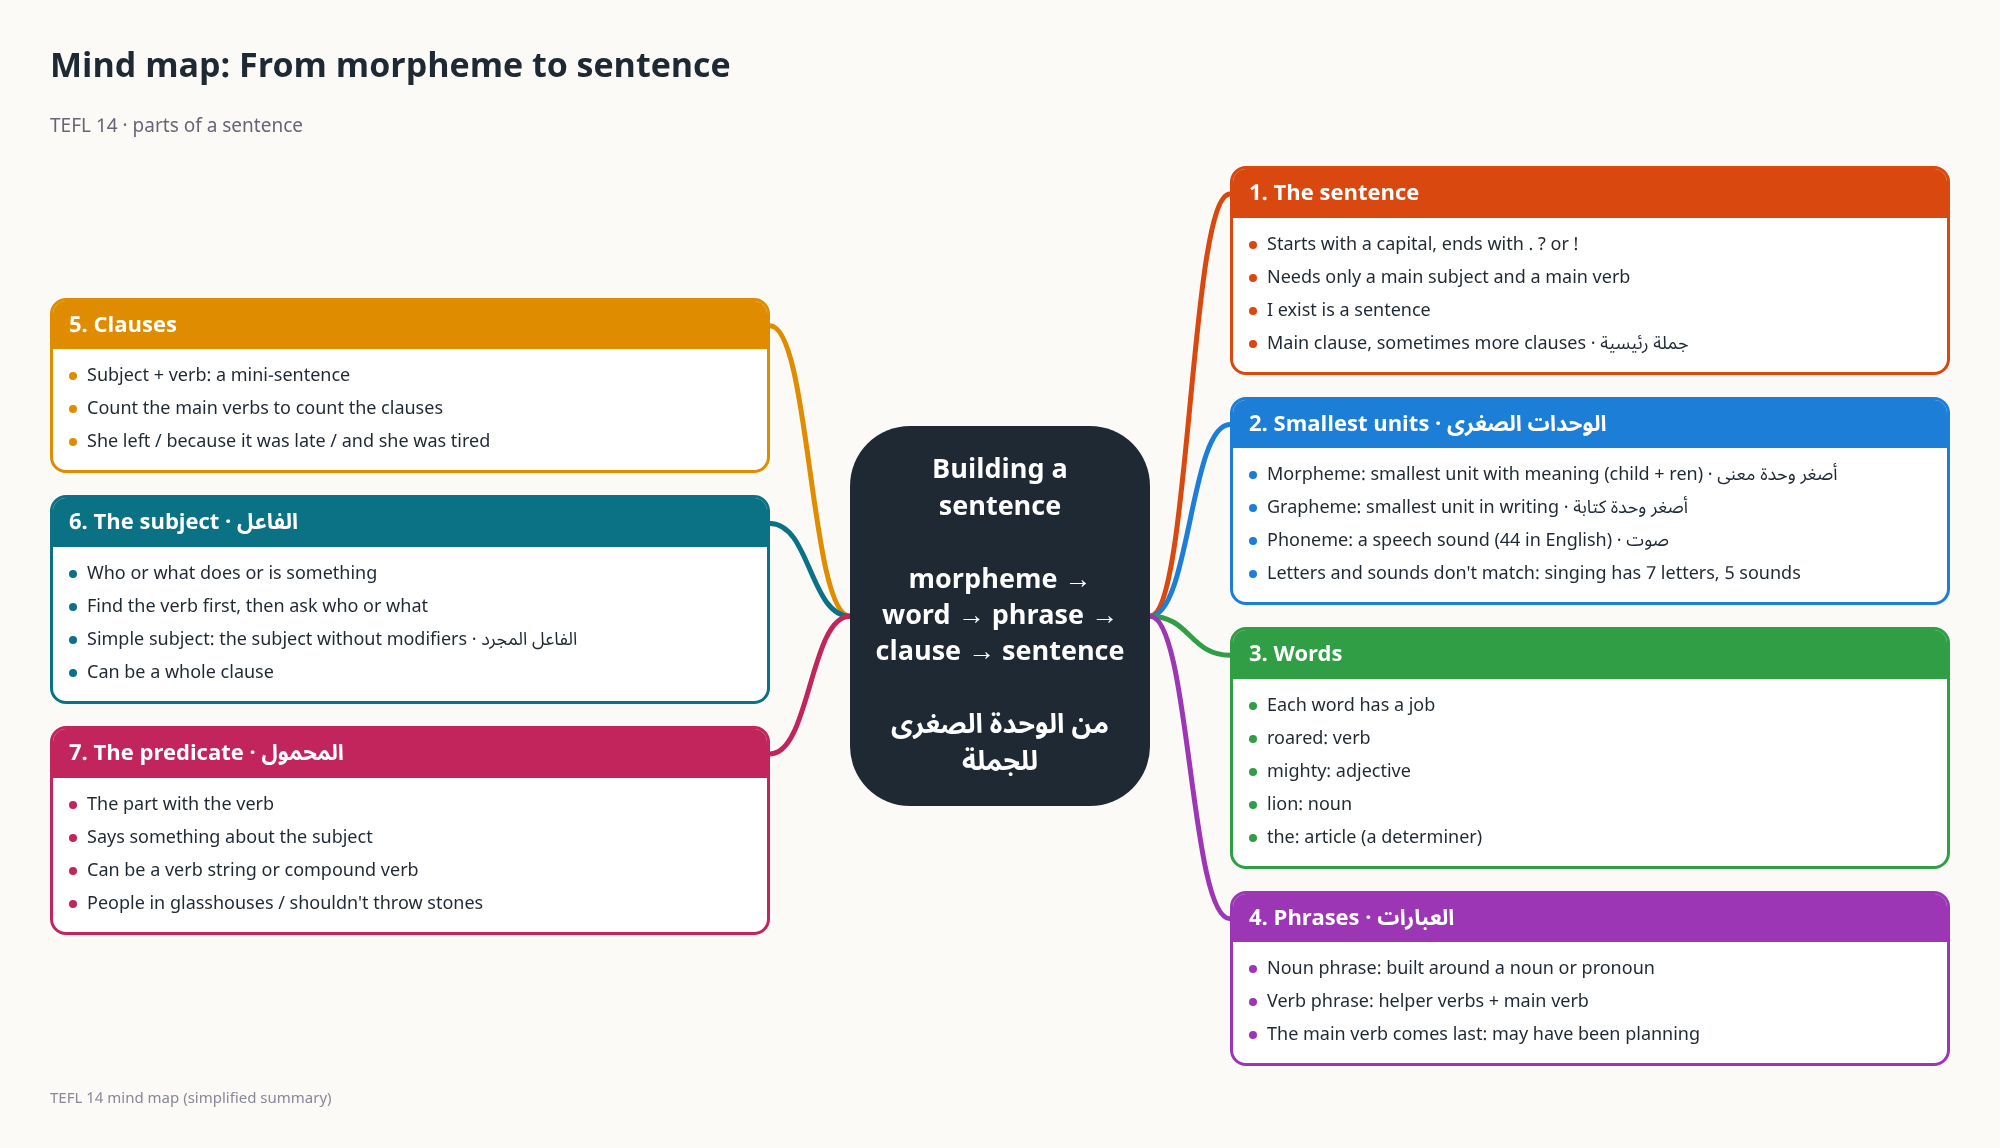 Mind map: From morpheme to sentence
TEFL 14 · parts of a sentence
Building a
sentence
morpheme →
word → phrase →
clause → sentence
من الوحدة الصغرى
للجملة
1. The sentence
Starts with a capital, ends with . ? or !
Needs only a main subject and a main verb
I exist is a sentence
Main clause, sometimes more clauses · جملة رئيسية
2. Smallest units · الوحدات الصغرى
Morpheme: smallest unit with meaning (child + ren) · أصغر وحدة معنى
Grapheme: smallest unit in writing · أصغر وحدة كتابة
Phoneme: a speech sound (44 in English) · صوت
Letters and sounds don't match: singing has 7 letters, 5 sounds
3. Words
Each word has a job
roared: verb
mighty: adjective
lion: noun
the: article (a determiner)
4. Phrases · العبارات
Noun phrase: built around a noun or pronoun
Verb phrase: helper verbs + main verb
The main verb comes last: may have been planning
5. Clauses
Subject + verb: a mini-sentence
Count the main verbs to count the clauses
She left / because it was late / and she was tired
6. The subject · الفاعل
Who or what does or is something
Find the verb first, then ask who or what
Simple subject: the subject without modifiers · الفاعل المجرد
Can be a whole clause
7. The predicate · المحمول
The part with the verb
Says something about the subject
Can be a verb string or compound verb
People in glasshouses / shouldn't throw stones
TEFL 14 mind map (simplified summary)